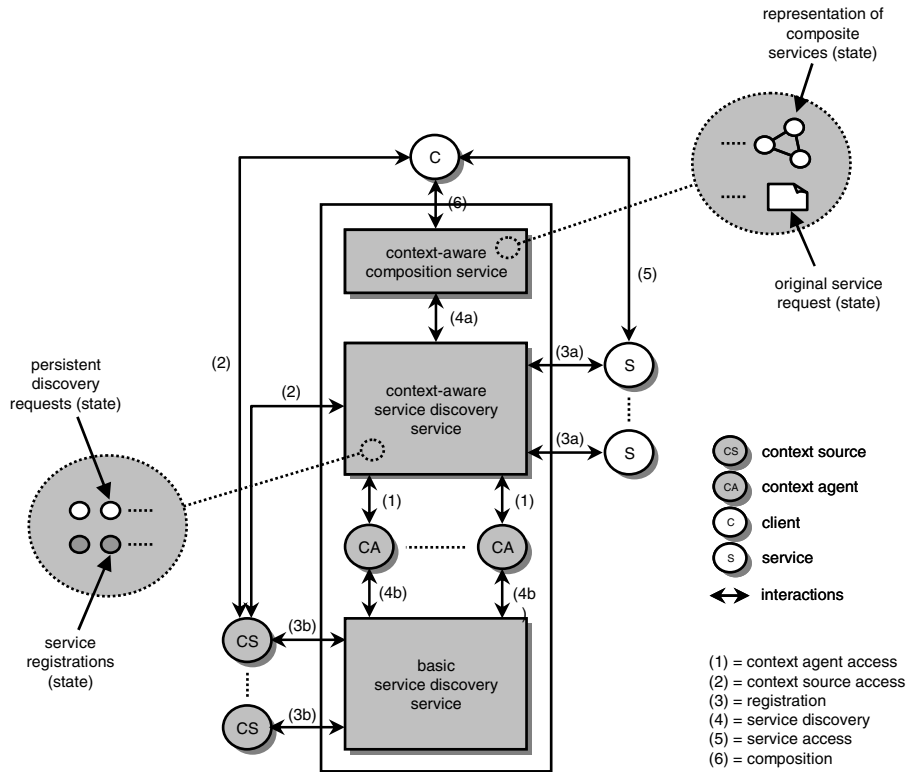 representation of
composite
services (state)
C
(6)
context-aware
composition service
original service
request (state)
(5)
(4a)
(2)
persistent
discovery
requests (state)
(2)
context-aware
service discovery
service
(3a)
S
(3a)
S
(1)
(1)
CA
CA
(4b)
(4b
)
service
registrations
(state)
CS
(3b)
basic
service discovery
service
CS
(3b)
CS context source
CA context agent
C client
S service
interactions
(1) = context agent access
(2) = context source access
(3) = registration
(4) = service discovery
(5) = service access
(6) = composition